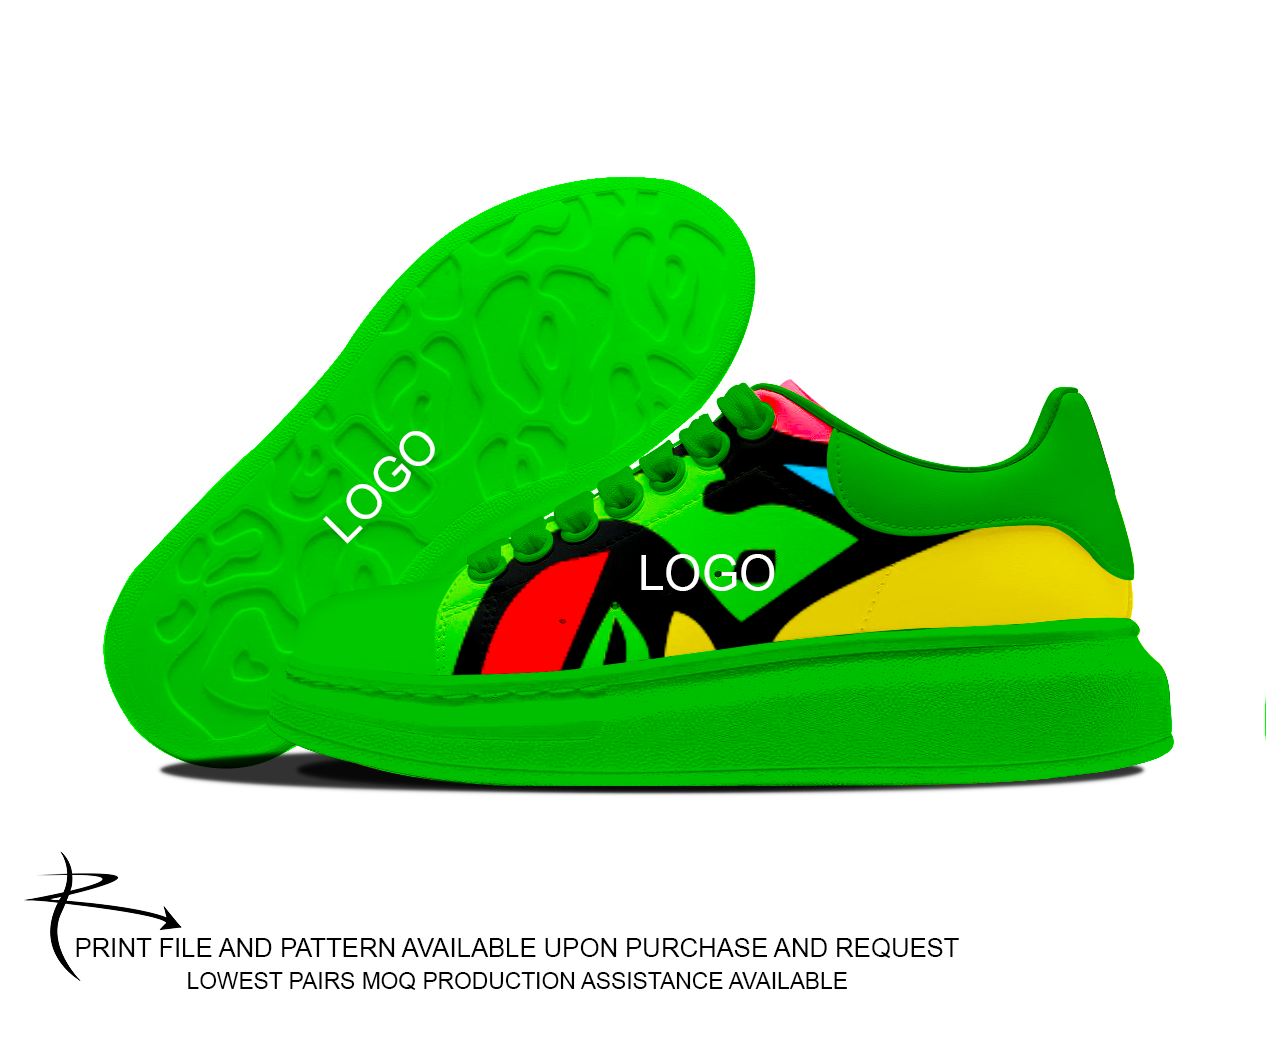 LOGO
LOGO
PRINT FILE AND PATTERN AVAILABLE UPON PURCHASE AND REQUEST
LOWEST PAIRS MOQ PRODUCTION ASSISTANCE AVAILABLE